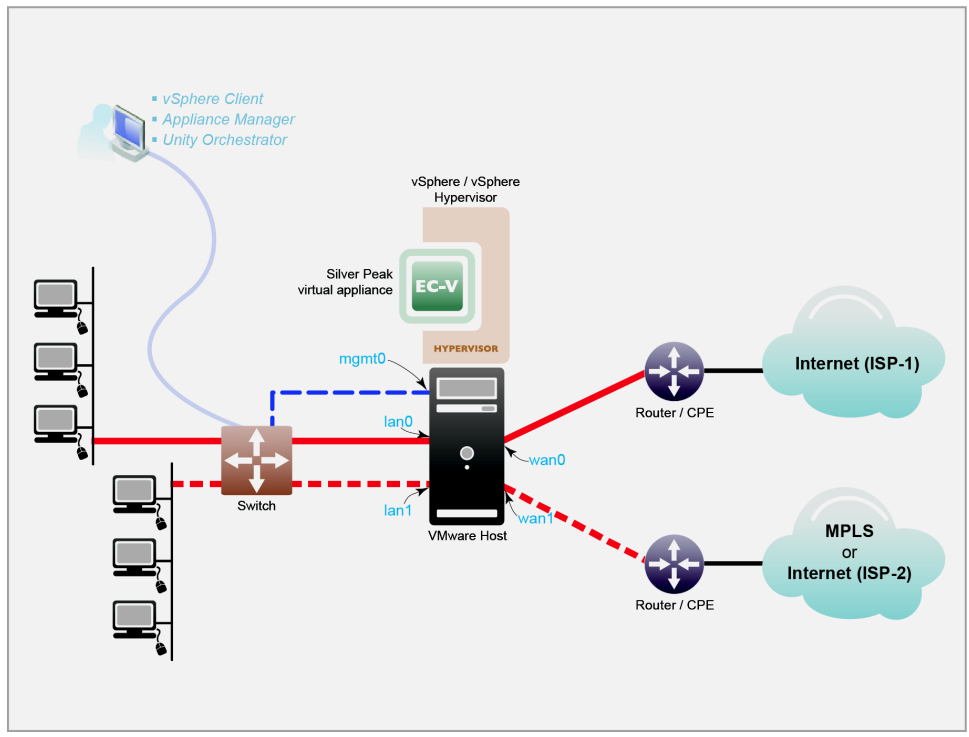 ▪ vSphere Client
▪ Appliance Manager
▪ Unity Orchestrator
vSphere / vSphere
Hypervisor
Silver Peak
virtual appliance
EC-V
HYPERVISOR
mgmt0
lan0
wan0
lan1
wan1
Switch
VMware Host
Router / CPE
Internet (ISP-1)
MPLS
or
Internet (ISP-2)
Router / CPE